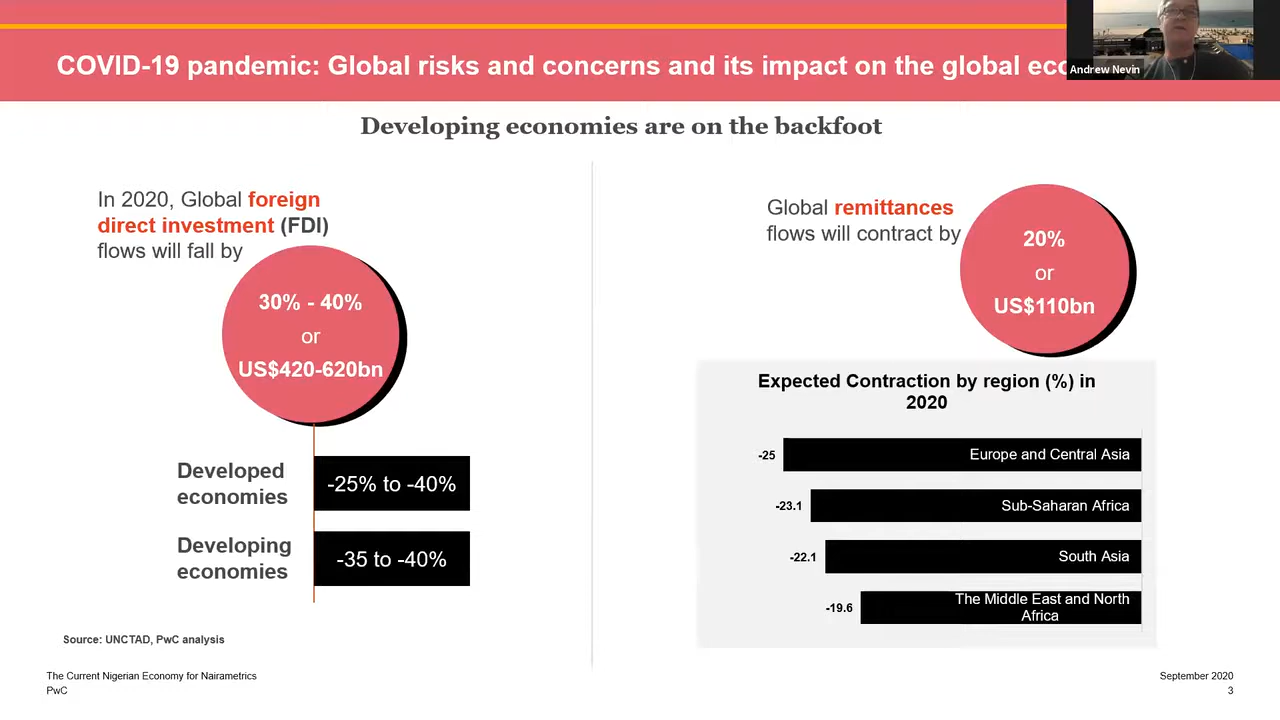 COVID-19 pandemic: Global risks and concerns and its impact on the global eco
Andrew Nevin
Developing economies are on the backfoot
In 2020, Global foreign
direct investment (FDI)
flows will fall by
30% - 40%
or
US$420-620bn
Developed
economies
-25% to -40%
Developing
economies
-35 to -40%
Source: UNCTAD, PwC analysis
Global remittances
flows will contract by
20%
or
US$110bn
Expected Contraction by region (%) in
2020
-25
Europe and Central Asia
-23.1
Sub-Saharan Africa
-22.1
South Asia
-19.6
The Middle East and North
Africa
The Current Nigerian Economy for Nairametrics
PwC
September 2020
3